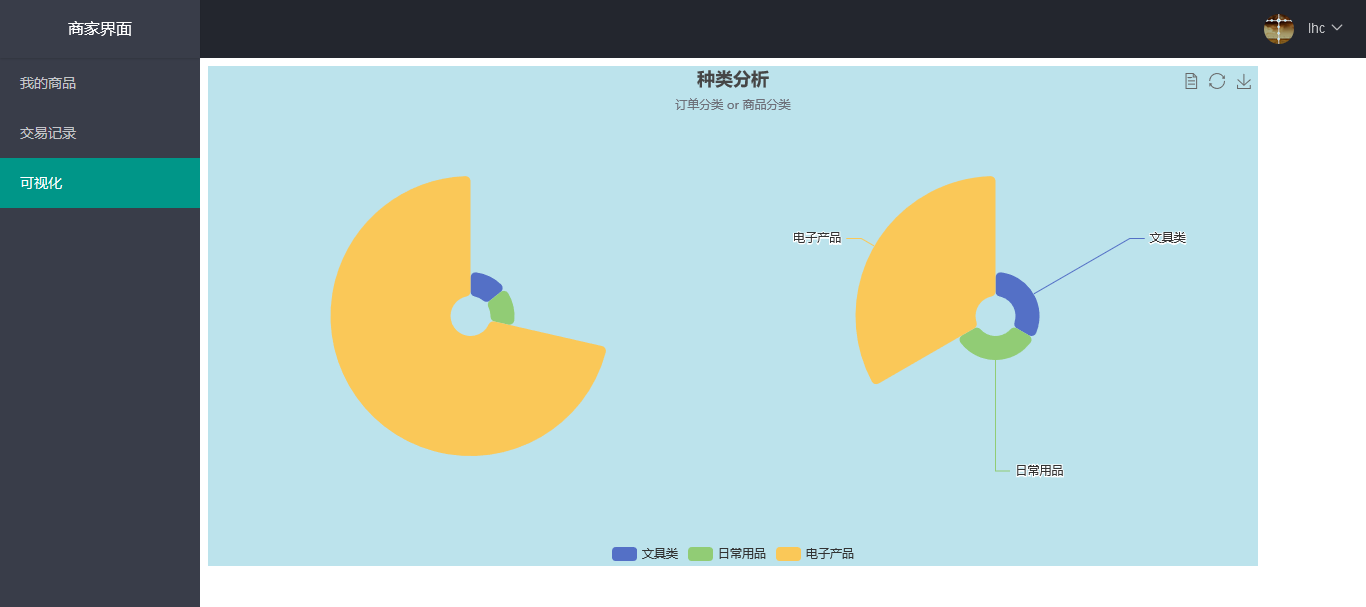 商家界面
lhc
我的商品
交易记录
可视化
种类分析
订单分类 or 商品分类
电子产品
文具类
日常用品
文具类 日常用品 电子产品